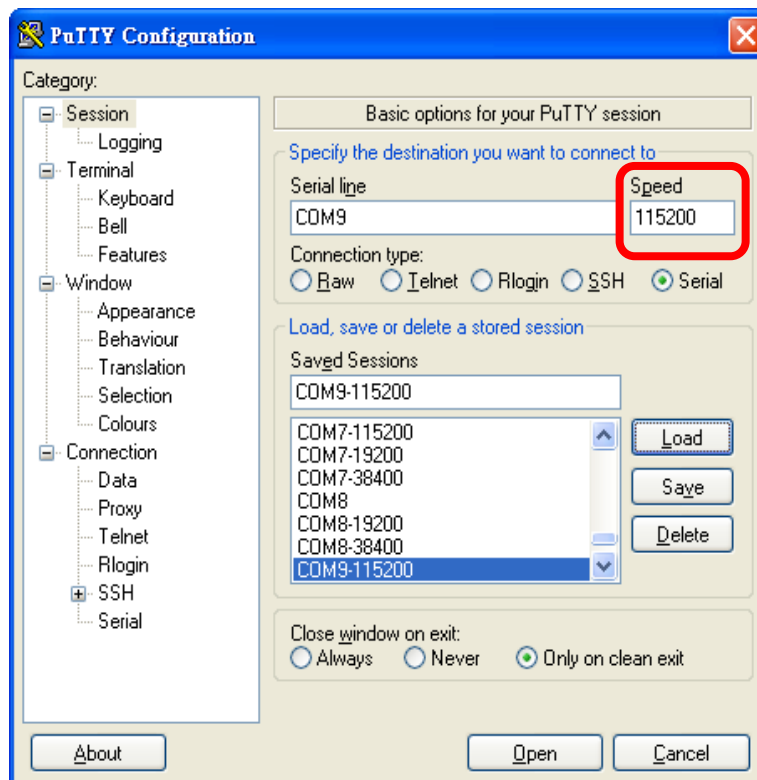 PuTTY Configuration
Category:
Session
Logging
Terminal
Keyboard
Bell
Features
Window
Appearance
Behaviour
Translation
Selection
Colours
Connection
Data
Proxy
Telnet
Rlogin
SSH
Serial
Basic options for your PuTTY session
Specify the destination you want to connect to
Serial line Speed
COM9 115200
Connection type:
Raw Telnet Rlogin SSH Serial
Load, save or delete a stored session
Saved Sessions
COM9-115200
COM7-115200
COM7-19200
COM7-38400
COM8
COM8-19200
COM8-38400
COM9-115200
Load
Save
Delete
Close window on exit:
Always Never Only on clean exit
About Open Cancel